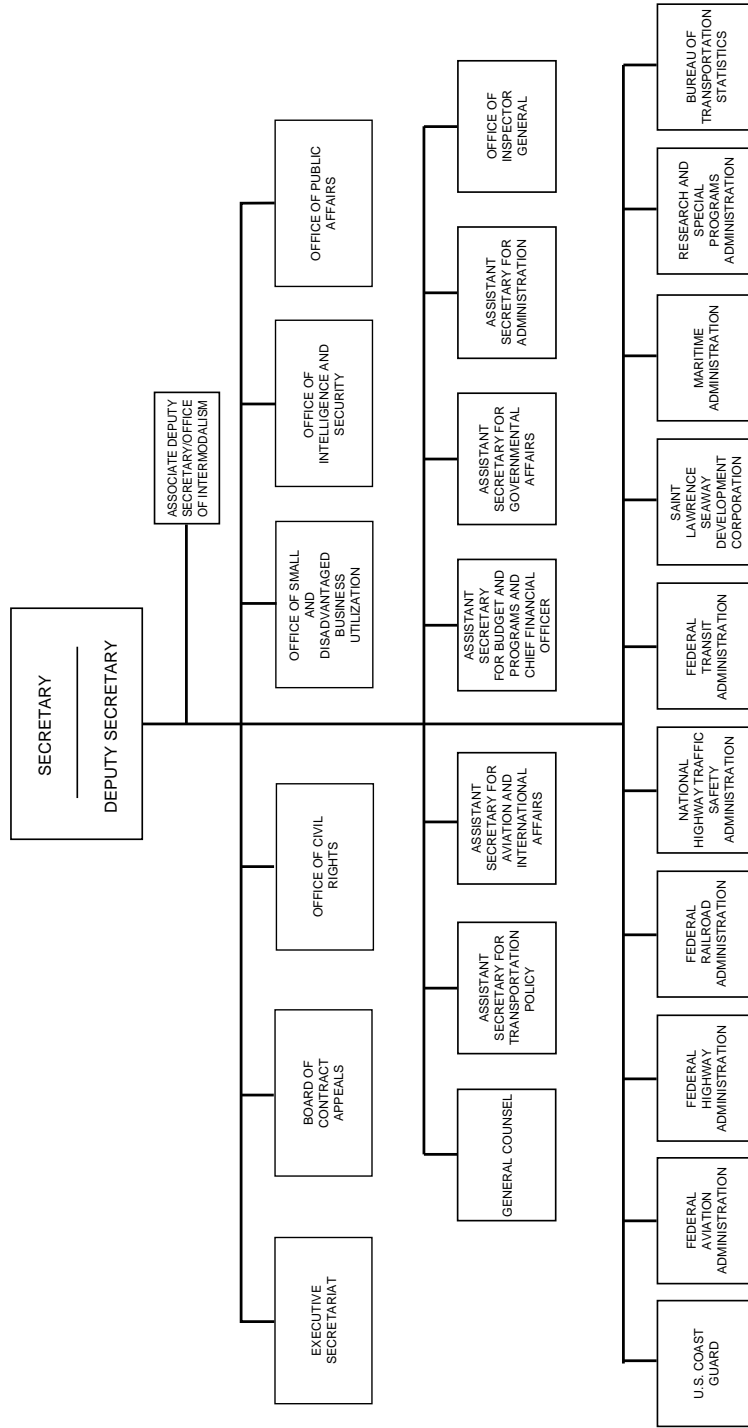 SECRETARY
DEPUTY SECRETARY
ASSOCIATE DEPUTY
SECRETARY/OFFICE
OF INTERMODALISM
EXECUTIVE
SECRETARIAT
BOARD OF
CONTRACT
APPEALS
OFFICE OF CIVIL
RIGHTS
OFFICE OF SMALL
AND
DISADVANTAGED
BUSINESS
UTILIZATION
OFFICE OF
INTELLIGENCE AND
SECURITY
OFFICE OF PUBLIC
AFFAIRS
GENERAL COUNSEL
ASSISTANT
SECRETARY FOR
TRANSPORTATION
POLICY
ASSISTANT
SECRETARY FOR
AVIATION AND
INTERNATIONAL
AFFAIRS
ASSISTANT
SECRETARY
FOR BUDGET AND
PROGRAMS AND
CHIEF FINANCIAL
OFFICER
ASSISTANT
SECRETARY FOR
GOVERNMENTAL
AFFAIRS
ASSISTANT
SECRETARY FOR
ADMINISTRATION
OFFICE OF
INSPECTOR
GENERAL
U.S. COAST
GUARD
FEDERAL
AVIATION
ADMINISTRATION
FEDERAL
HIGHWAY
ADMINISTRATION
FEDERAL
RAILROAD
ADMINISTRATION
NATIONAL
HIGHWAY TRAFFIC
SAFETY
ADMINISTRATION
FEDERAL
TRANSIT
ADMINISTRATION
SAINT
LAWRENCE
SEAWAY
DEVELOPMENT
CORPORATION
MARITIME
ADMINISTRATION
RESEARCH AND
SPECIAL
PROGRAMS
ADMINISTRATION
BUREAU OF
TRANSPORTATION
STATISTICS